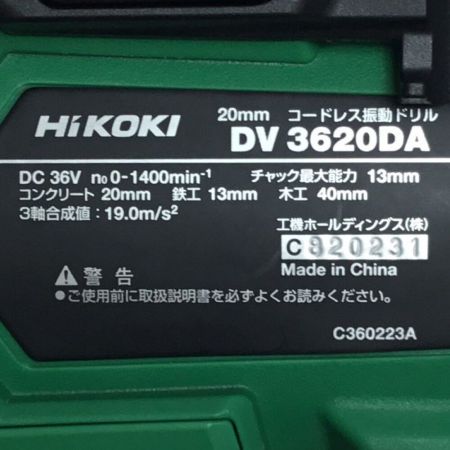 20mm コードレス振動ドリル
HiKOKI DV 3620DA
DC 36V n₀ 0-1400min⁻¹ チャック最大能力 13mm
コンクリート 20mm 鉄工 13mm 木工 40mm
3軸合成値：19.0m/s²
工機ホールディングス(株)
C 320231
Made in China
⚠ 警告
●ご使用前に取扱説明書を必ずよくお読みください。
C360223A